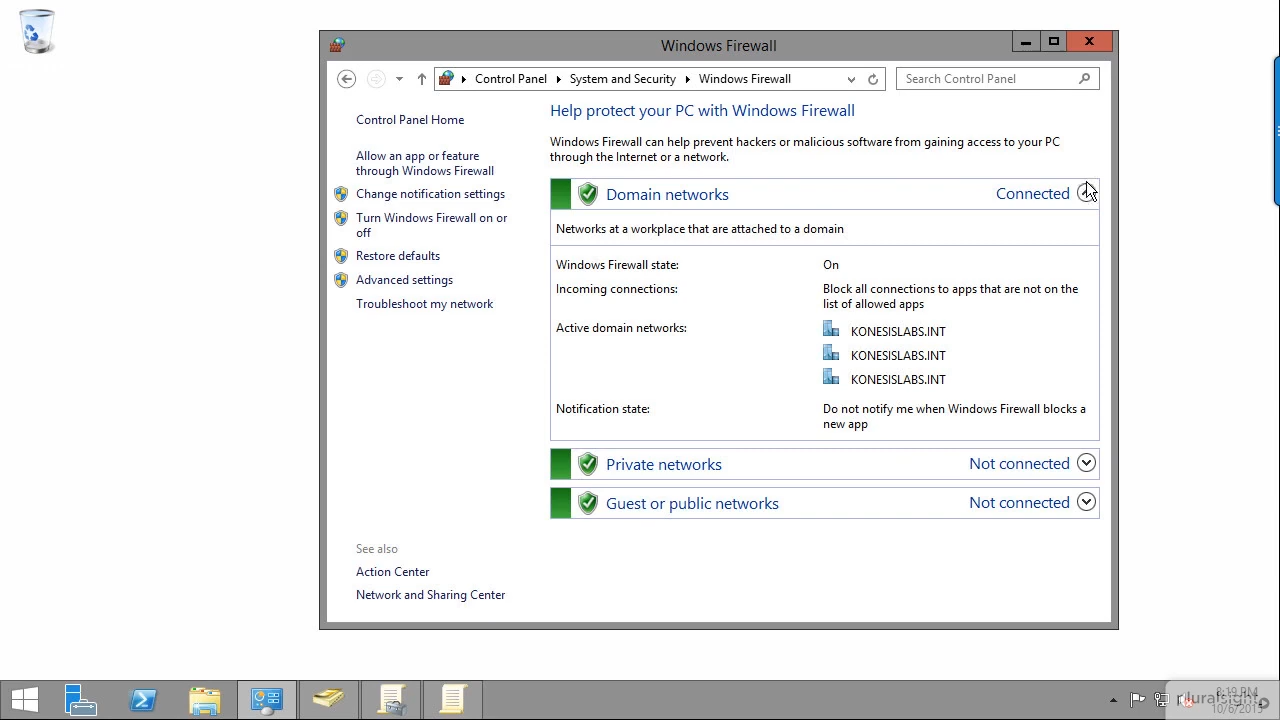 Windows Firewall
Control Panel
System and Security
Windows Firewall
Search Control Panel
Control Panel Home
Allow an app or feature
through Windows Firewall
Change notification settings
Turn Windows Firewall on or
off
Restore defaults
Advanced settings
Troubleshoot my network
See also
Action Center
Network and Sharing Center
Help protect your PC with Windows Firewall
Windows Firewall can help prevent hackers or malicious software from gaining access to your PC
through the Internet or a network.
Domain networks Connected
Networks at a workplace that are attached to a domain
Windows Firewall state: On
Incoming connections: Block all connections to apps that are not on the
list of allowed apps
Active domain networks: KONESISLABS.INT
KONESISLABS.INT
KONESISLABS.INT
Notification state: Do not notify me when Windows Firewall blocks a
new app
Private networks Not connected
Guest or public networks Not connected
8:19 PM
pluralsight